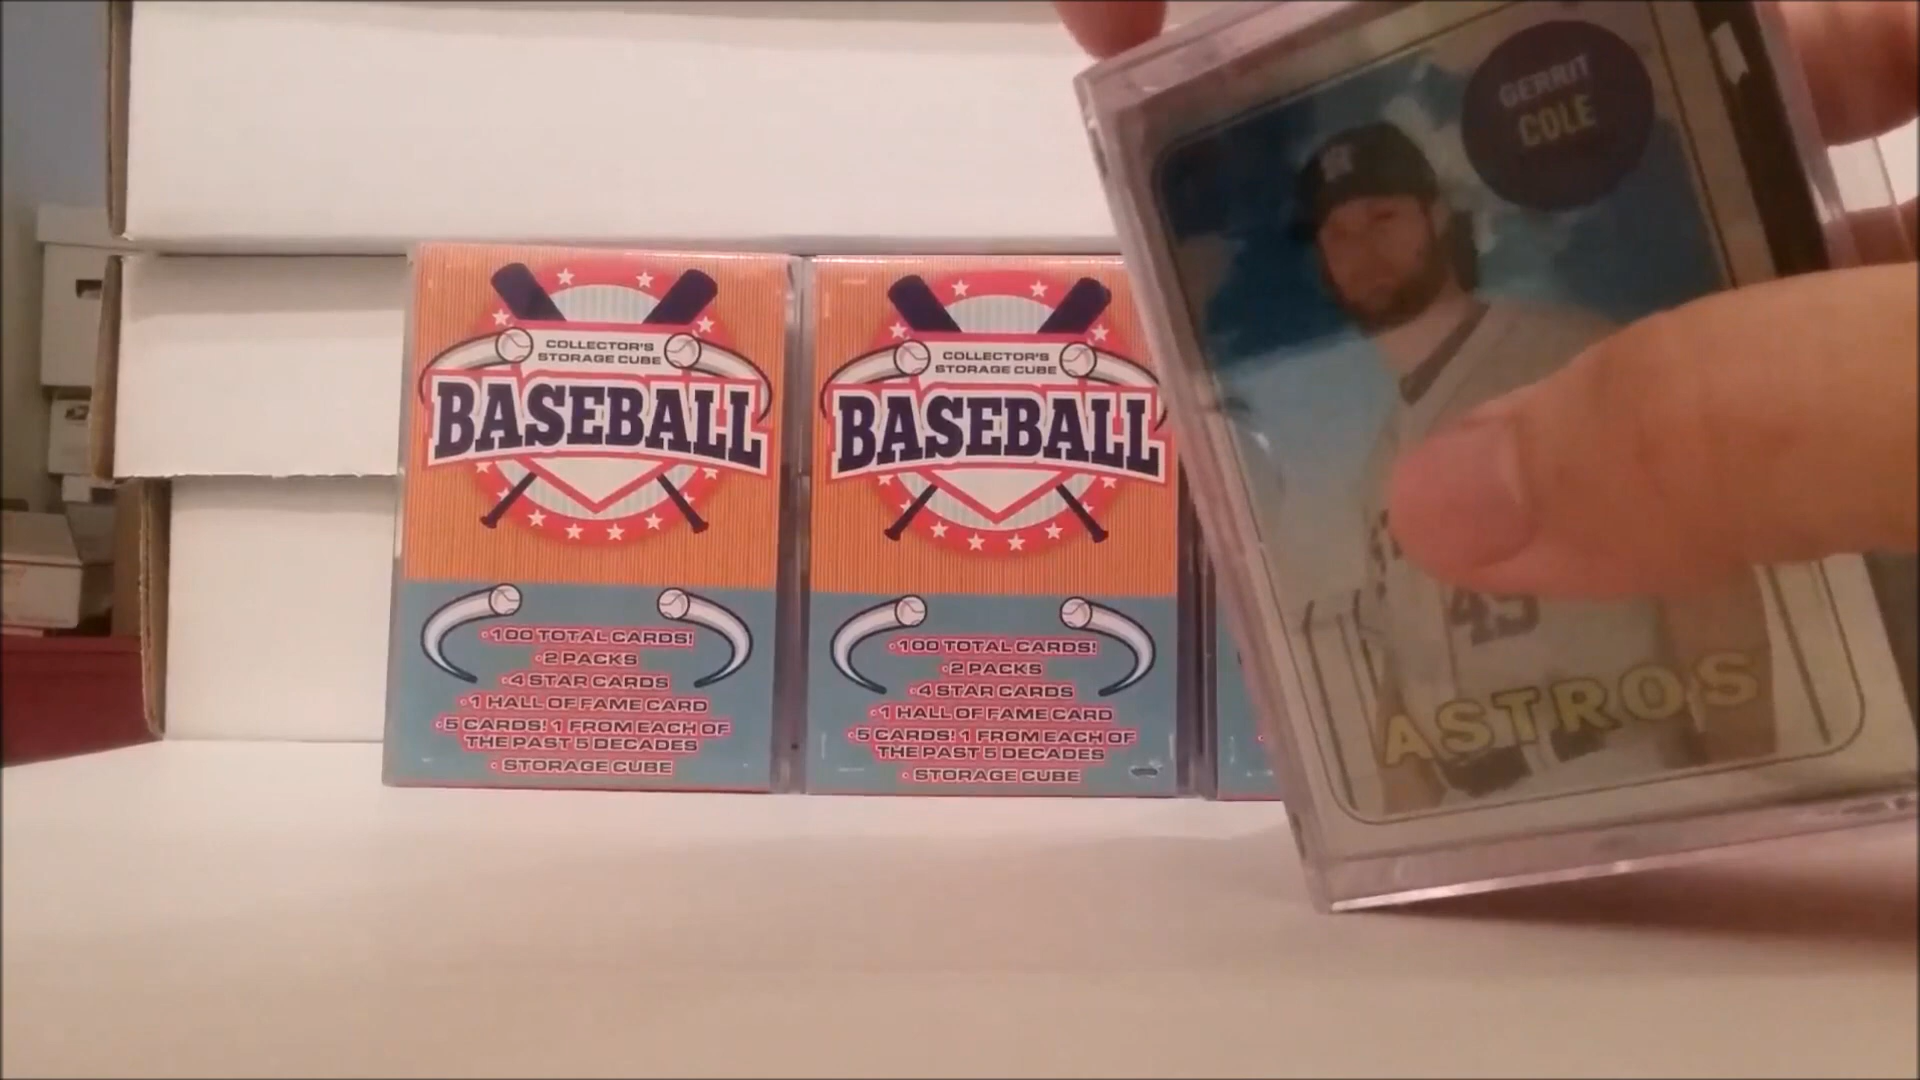 COLLECTOR'S
STORAGE CUBE
BASEBALL
•100 TOTAL CARDS!
•2 PACKS
•4 STAR CARDS
•1 HALL OF FAME CARD
•5 CARDS! 1 FROM EACH OF
THE PAST 5 DECADES
•STORAGE CUBE
COLLECTOR'S
STORAGE CUBE
BASEBALL
•100 TOTAL CARDS!
•2 PACKS
•4 STAR CARDS
•1 HALL OF FAME CARD
•5 CARDS! 1 FROM EACH OF
THE PAST 5 DECADES
•STORAGE CUBE
GERRIT
COLE
45
ASTROS